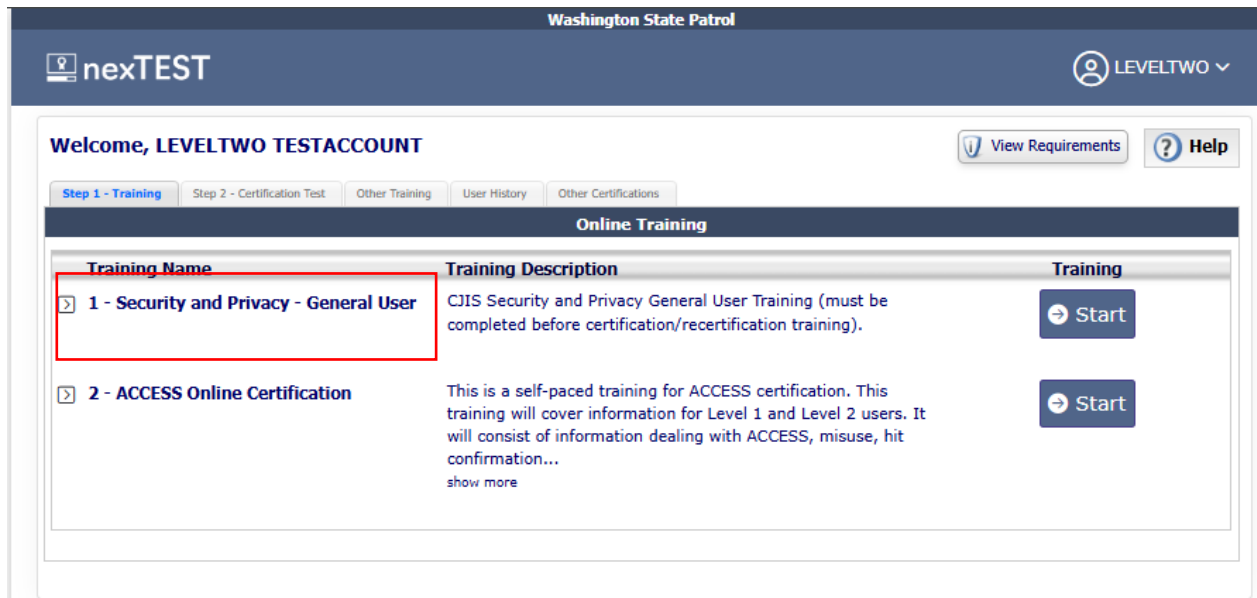 Washington State Patrol
nexTEST
LEVELTWO
Welcome, LEVELTWO TESTACCOUNT
View Requirements
Help
Step 1 - Training Step 2 - Certification Test Other Training User History Other Certifications
Online Training
Training Name Training Description Training
1 - Security and Privacy - General User
CJIS Security and Privacy General User Training (must be
completed before certification/recertification training).
Start
2 - ACCESS Online Certification
This is a self-paced training for ACCESS certification. This
training will cover information for Level 1 and Level 2 users. It
will consist of information dealing with ACCESS, misuse, hit
confirmation...
show more
Start